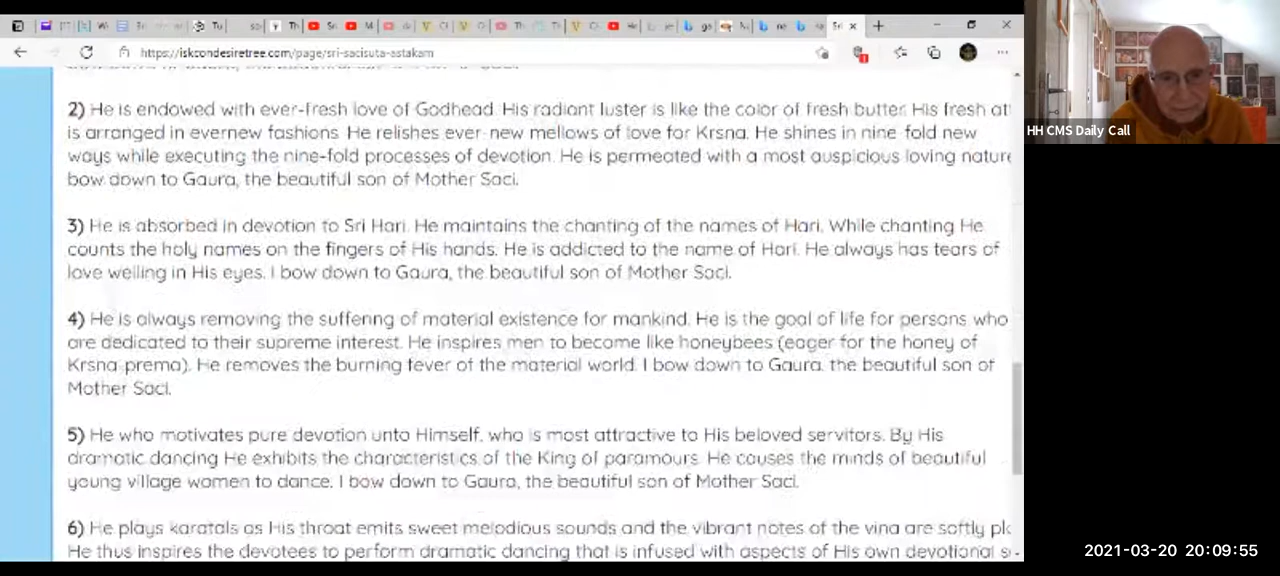 https://iskcondesiretree.com/page/sri-sacisuta-astakam
2) He is endowed with ever-fresh love of Godhead. His radiant luster is like the color of fresh butter. His fresh
is arranged in evernew fashions. He relishes ever-new mellows of love for Krsna. He shines in nine-fold new
ways while executing the nine-fold processes of devotion. He is permeated with a most auspicious loving nature
bow down to Gaura, the beautiful son of Mother Saci.
3) He is absorbed in devotion to Sri Hari. He maintains the chanting of the names of Hari. While chanting He
counts the holy names on the fingers of His hands. He is addicted to the name of Hari. He always has tears of
love welling in His eyes. I bow down to Gaura, the beautiful son of Mother Saci.
4) He is always removing the suffering of material existence for mankind. He is the goal of life for persons who
are dedicated to their supreme interest. He inspires men to become like honeybees (eager for the honey of
Krsna-prema). He removes the burning fever of the material world. I bow down to Gaura, the beautiful son of
Mother Saci.
5) He who motivates pure devotion unto Himself, who is most attractive to His beloved servitors. By His
dramatic dancing He exhibits the characteristics of the King of paramours. He causes the minds of beautiful
young village women to dance. I bow down to Gaura, the beautiful son of Mother Saci.
6) He plays karatals as His throat emits sweet melodious sounds and the vibrant notes of the vina are softly
He thus inspires the devotees to perform dramatic dancing that is infused with aspects of His own devotional
HH CMS Daily Call
2021-03-20 20:09:55